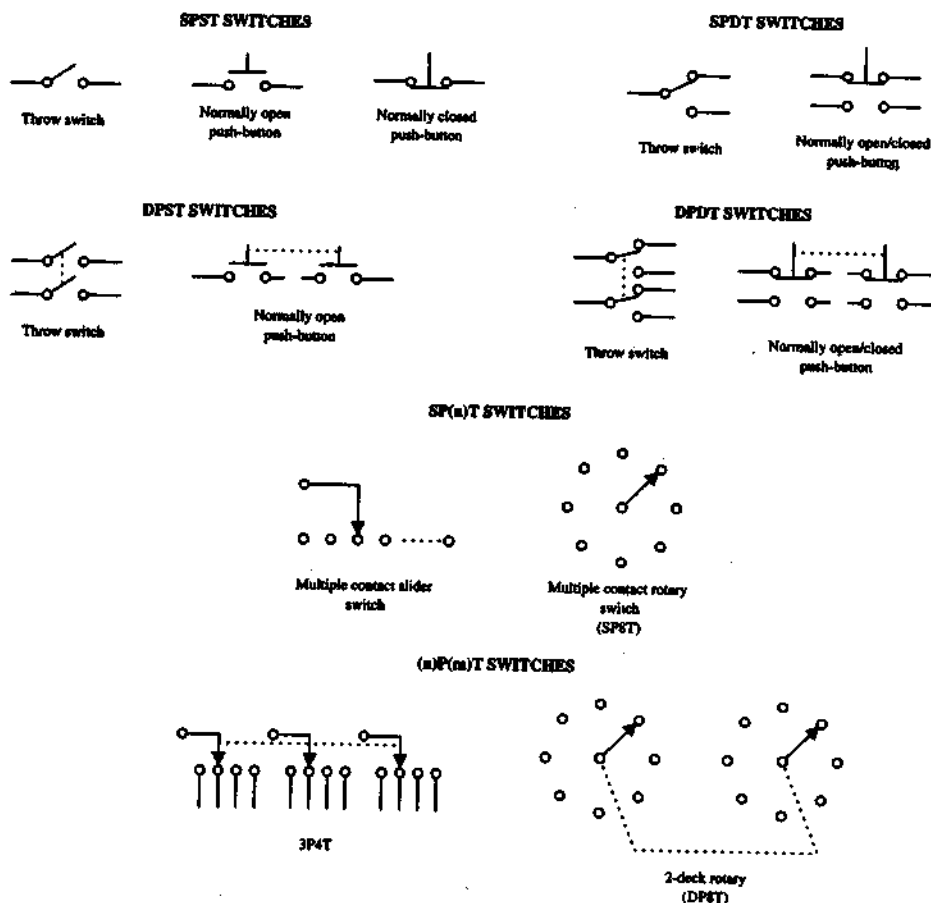 SPST SWITCHES
SPDT SWITCHES
Throw switch
Normally open
push-button
Normally closed
push-button
Throw switch
Normally open/closed
push-button
DPST SWITCHES
DPDT SWITCHES
Throw switch
Normally open
push-button
Throw switch
Normally open/closed
push-button
SP(n)T SWITCHES
Multiple contact slider
switch
Multiple contact rotary
switch
(SP8T)
(n)P(m)T SWITCHES
3P4T
2-deck rotary
(DP8T)